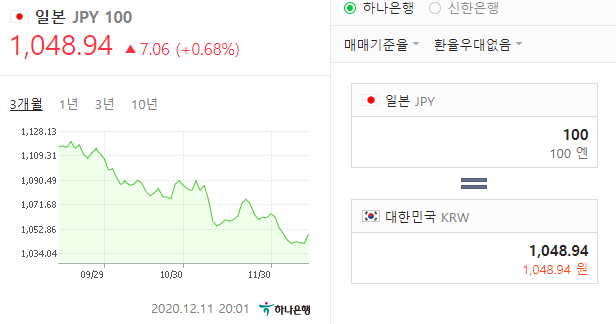 일본 JPY 100
1,048.94 ▲ 7.06 (+0.68%)
3개월 1년 3년 10년
1,128.13
1,109.31
1,090.49
1,071.68
1,052.86
1,034.04
09/29 10/30 11/30
2020.12.11 20:01 하나은행
하나은행 신한은행
매매기준율 환율우대없음
일본 JPY
100
100 엔
대한민국 KRW
1,048.94
1,048.94 원